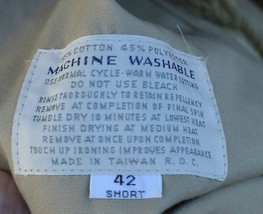 COTTON 45% POLYESTER
MACHINE WASHABLE
USE NORMAL CYCLE-WARM WATER SETTING
DO NOT USE BLEACH
RINSE THOROUGHLY TO RETAIN REPELLENCY
REMOVE AT COMPLETION OF FINAL SPIN
TUMBLE DRY 10 MINUTES AT LOWEST HEAT
FINISH DRYING AT MEDIUM HEAT
REMOVE AT ONCE UPON COMPLETION
TOUCH UP IRONING IMPROVES APPEARANCE
MADE IN TAIWAN R.O.C.
42
SHORT